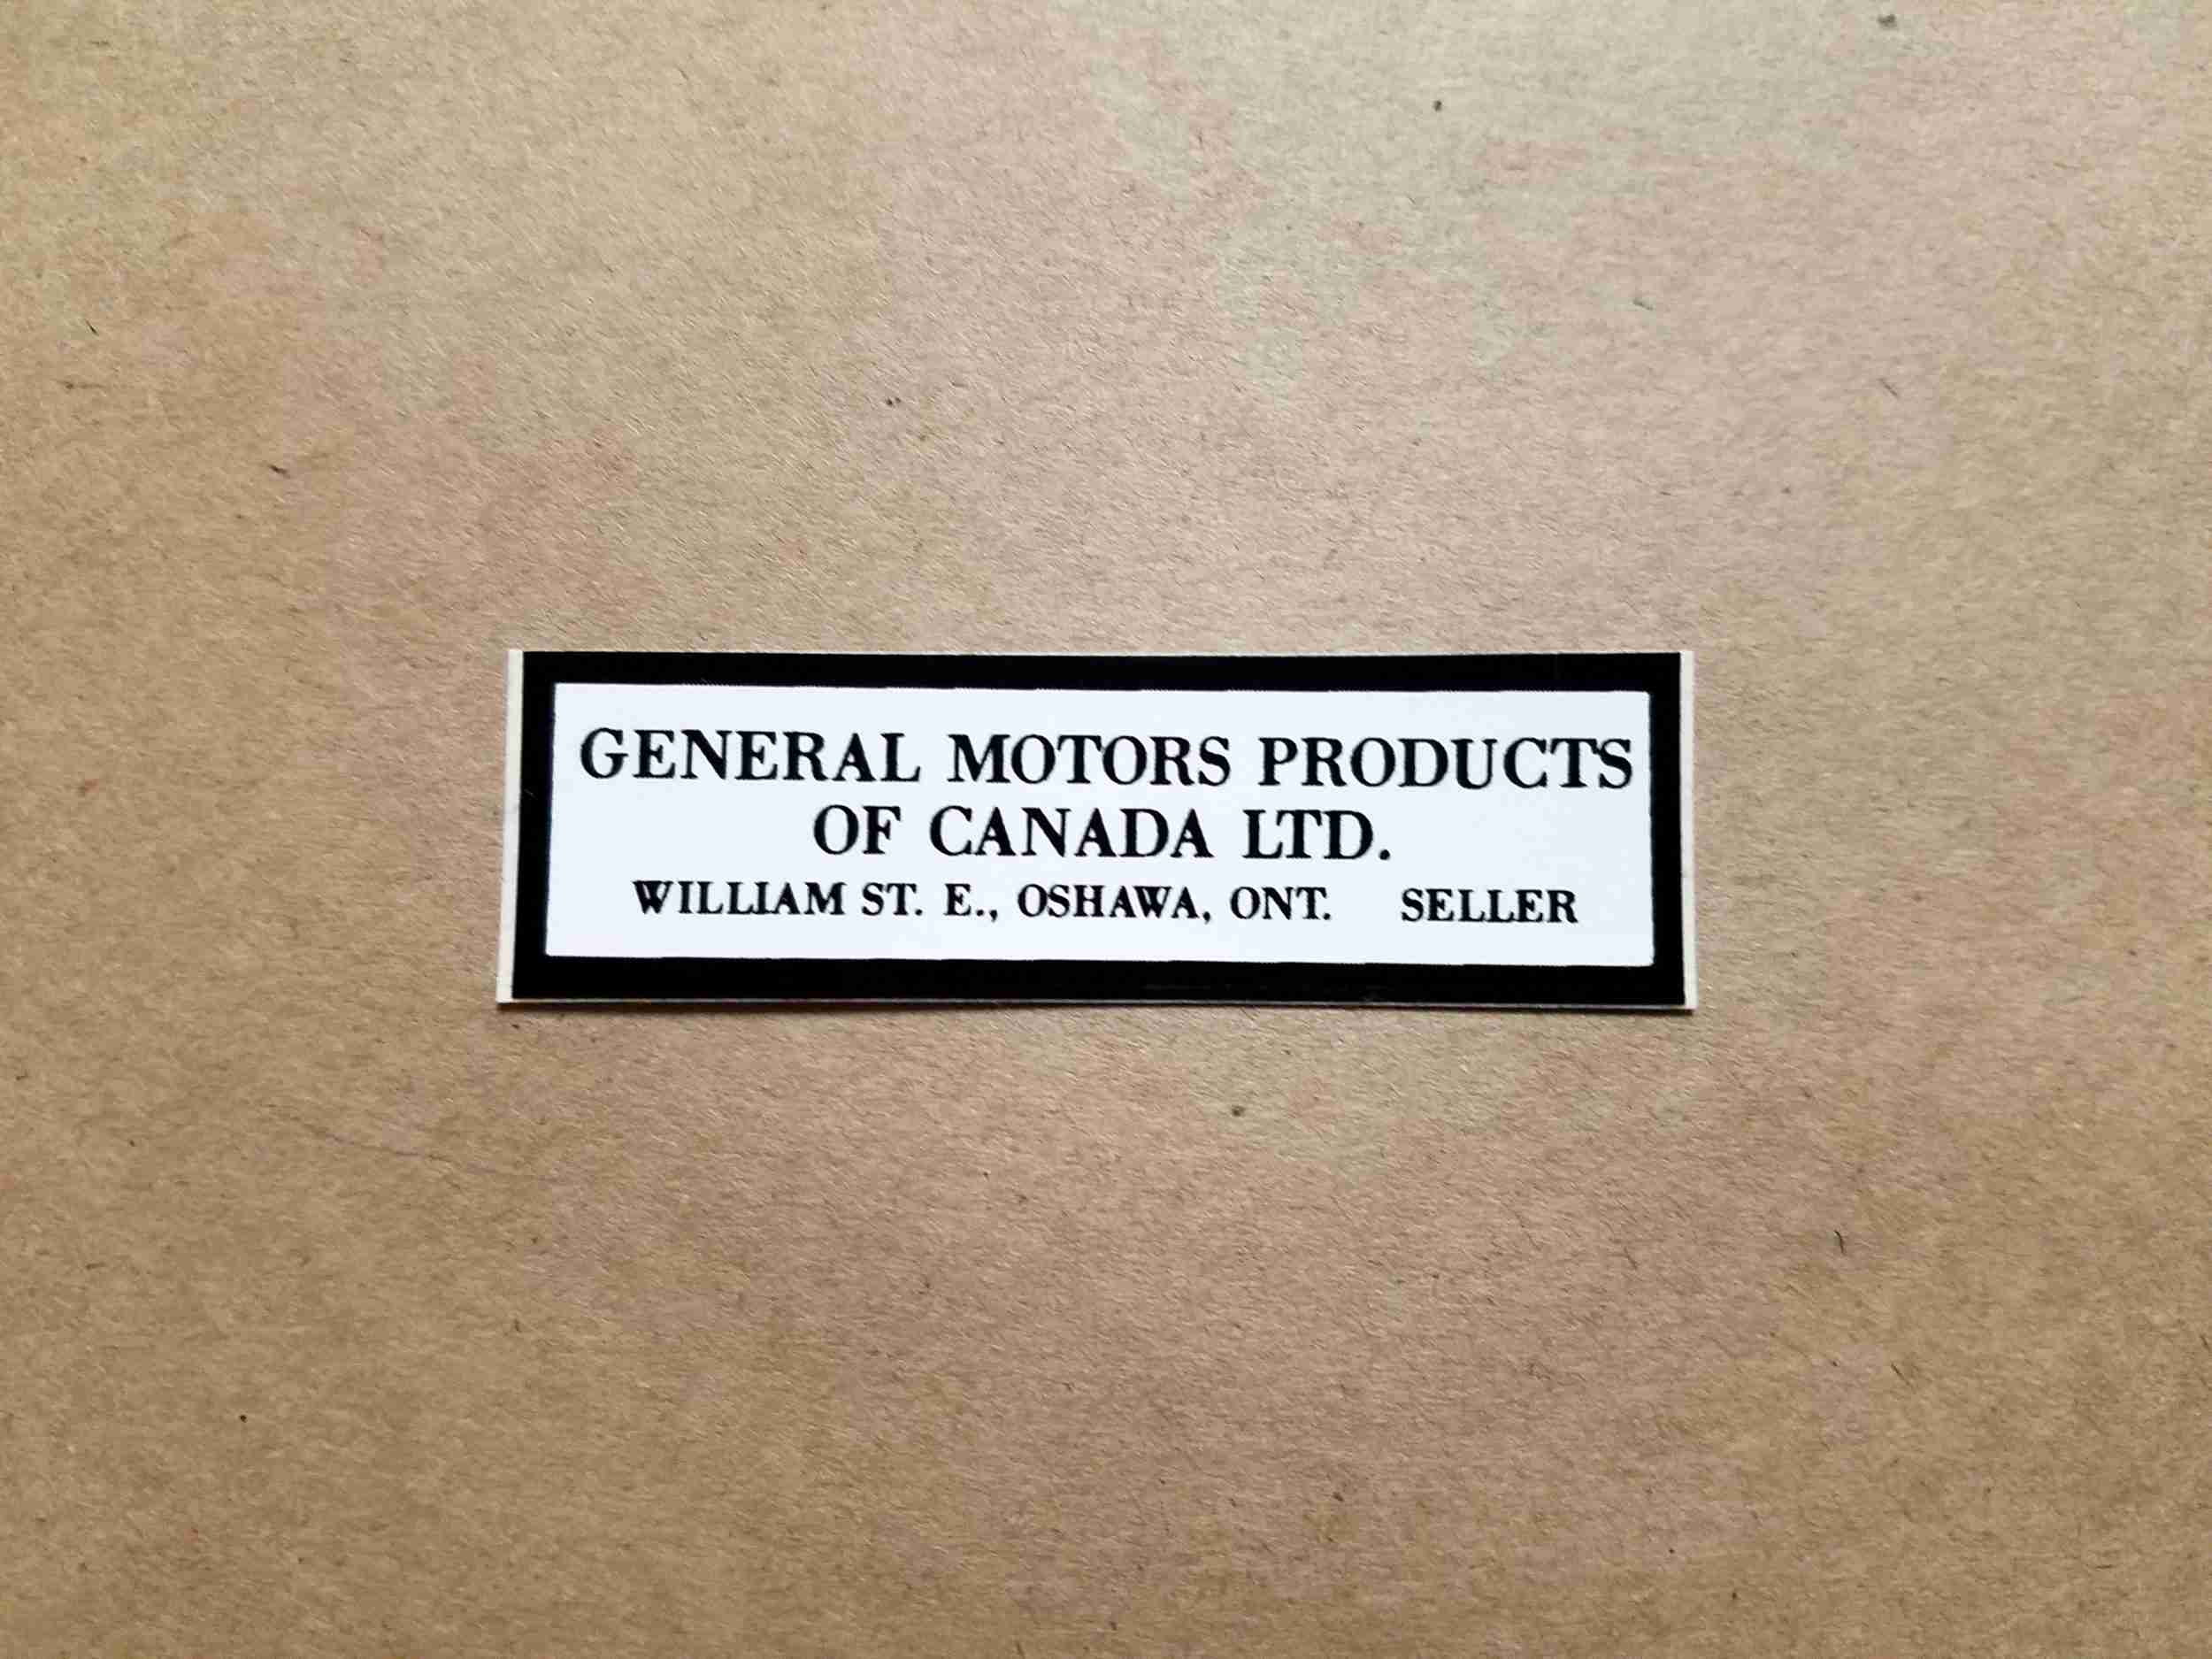 GENERAL MOTORS PRODUCTS
OF CANADA LTD.
WILLIAM ST. E., OSHAWA, ONT. SELLER